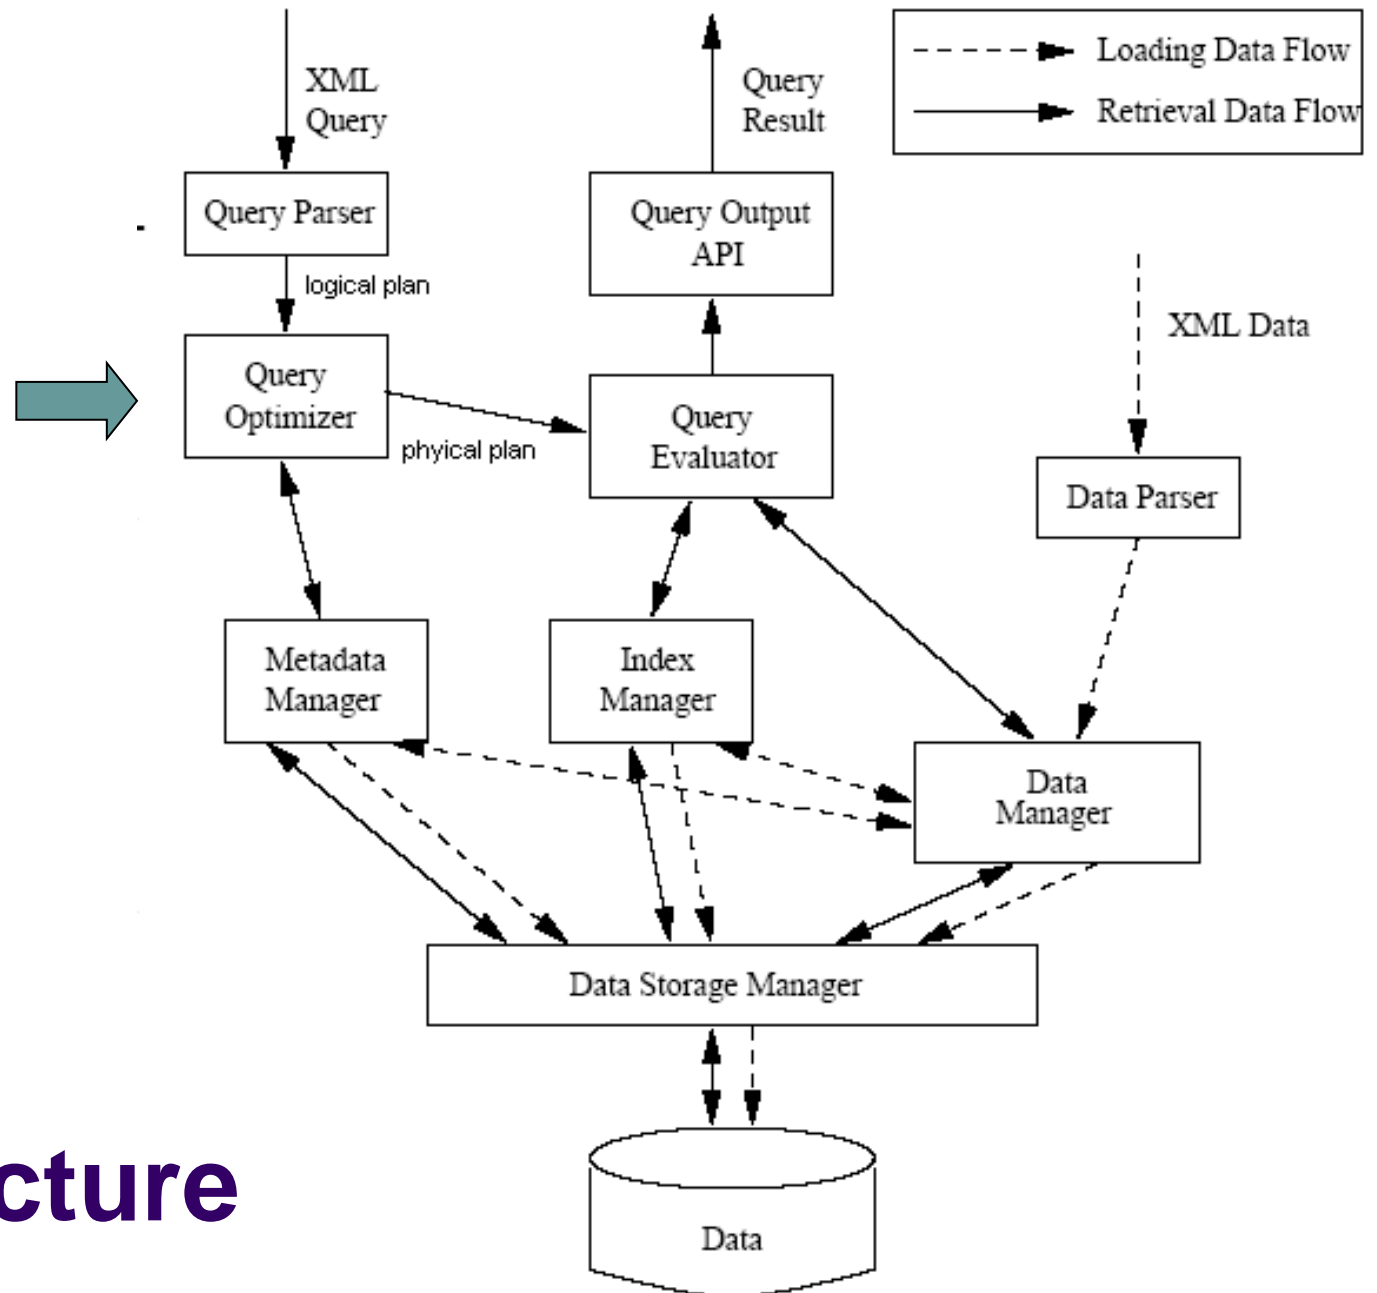 XML
Query
Query
Result
Loading Data Flow
Retrieval Data Flow
Query Parser
Query Output
API
logical plan
XML Data
Query
Optimizer
phyical plan
Query
Evaluator
Data Parser
Metadata
Manager
Index
Manager
Data
Manager
Data Storage Manager
cture
Data